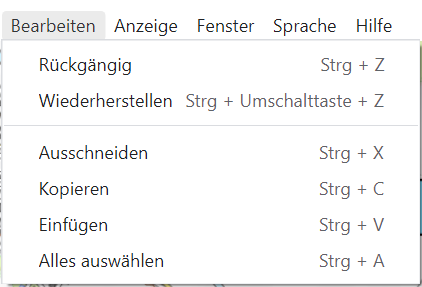 Bearbeiten Anzeige Fenster Sprache Hilfe
Rückgängig Strg + Z
Wiederherstellen Strg + Umschalttaste + Z
Ausschneiden Strg + X
Kopieren Strg + C
Einfügen Strg + V
Alles auswählen Strg + A